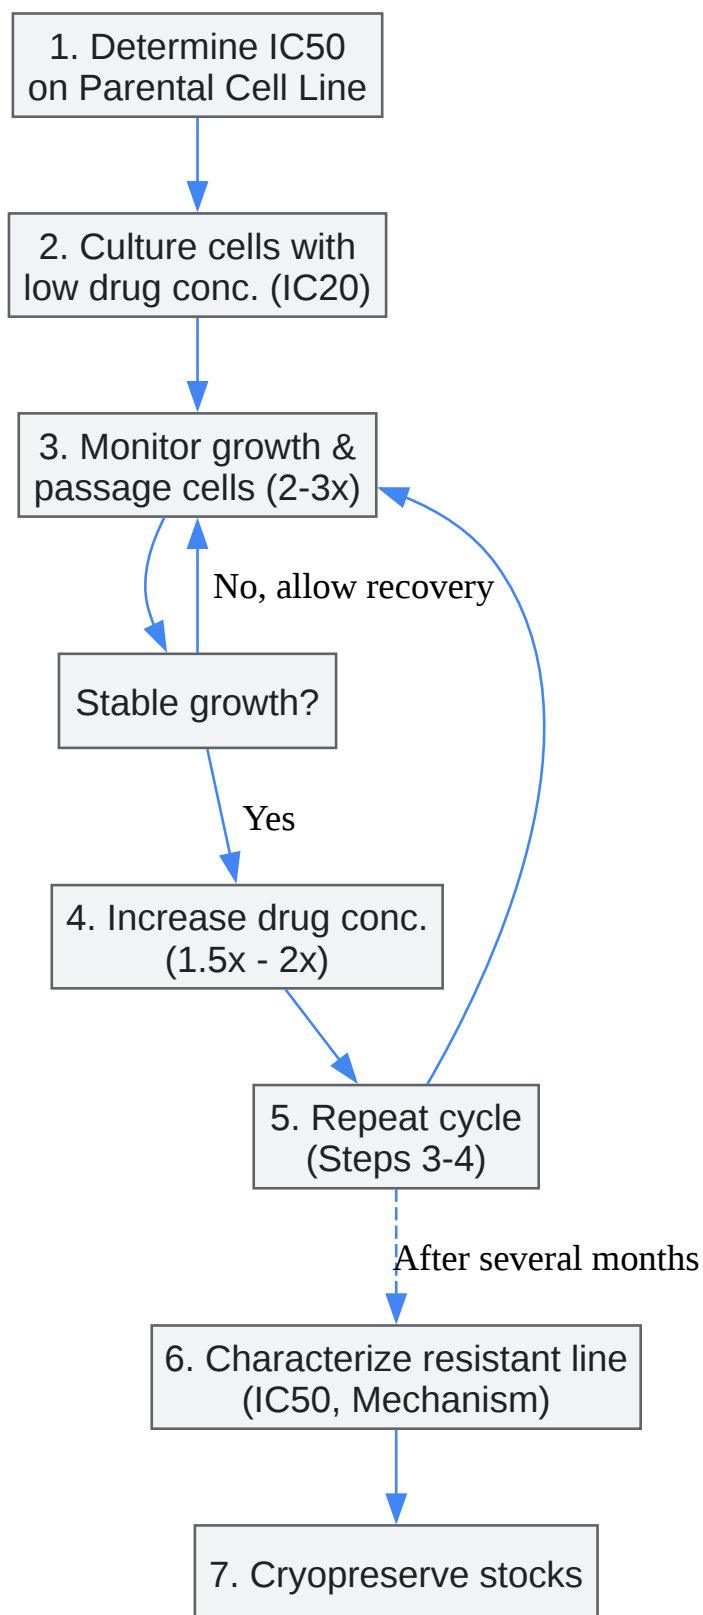 1. Determine IC50
on Parental Cell Line
2. Culture cells with
low drug conc. (IC20)
3. Monitor growth &
passage cells (2-3x)
No, allow recovery
Stable growth?
Yes
4. Increase drug conc.
(1.5x - 2x)
5. Repeat cycle
(Steps 3-4)
After several months
6. Characterize resistant line
(IC50, Mechanism)
7. Cryopreserve stocks